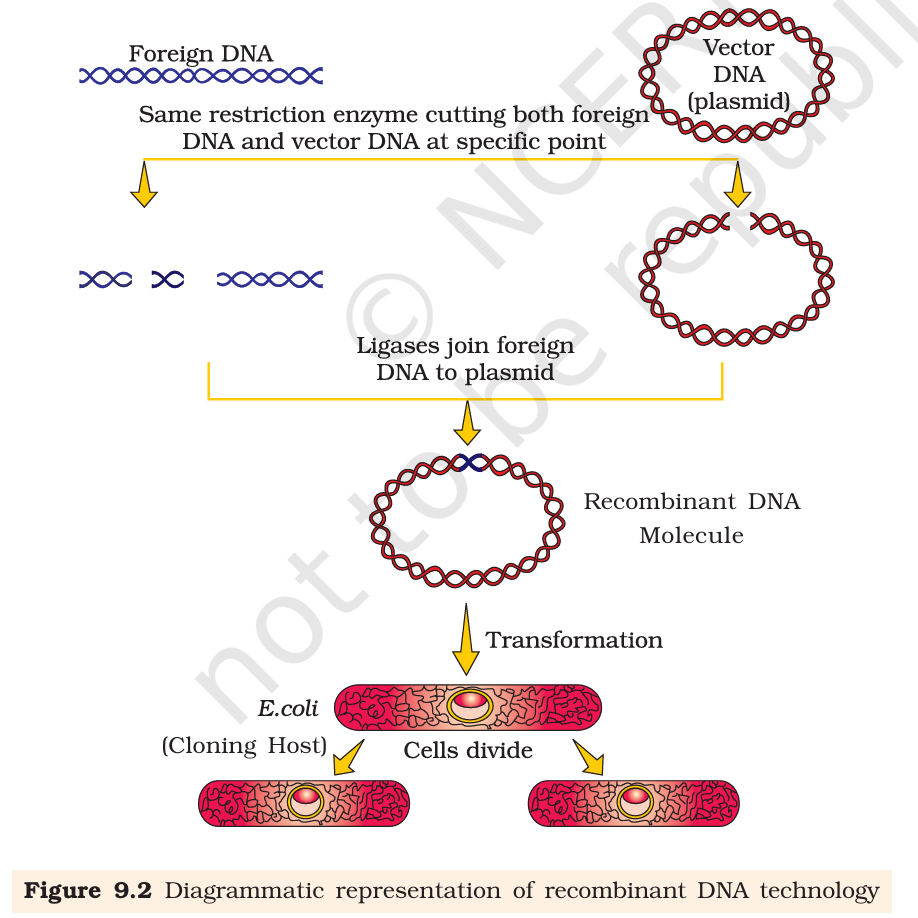 Foreign DNA
Vector
DNA
(plasmid)
Same restriction enzyme cutting both foreign
DNA and vector DNA at specific point
Ligases join foreign
DNA to plasmid
Recombinant DNA
Molecule
Transformation
E.coli
(Cloning Host)
Cells divide
Figure 9.2 Diagrammatic representation of recombinant DNA technology
© NCER
not to be republi